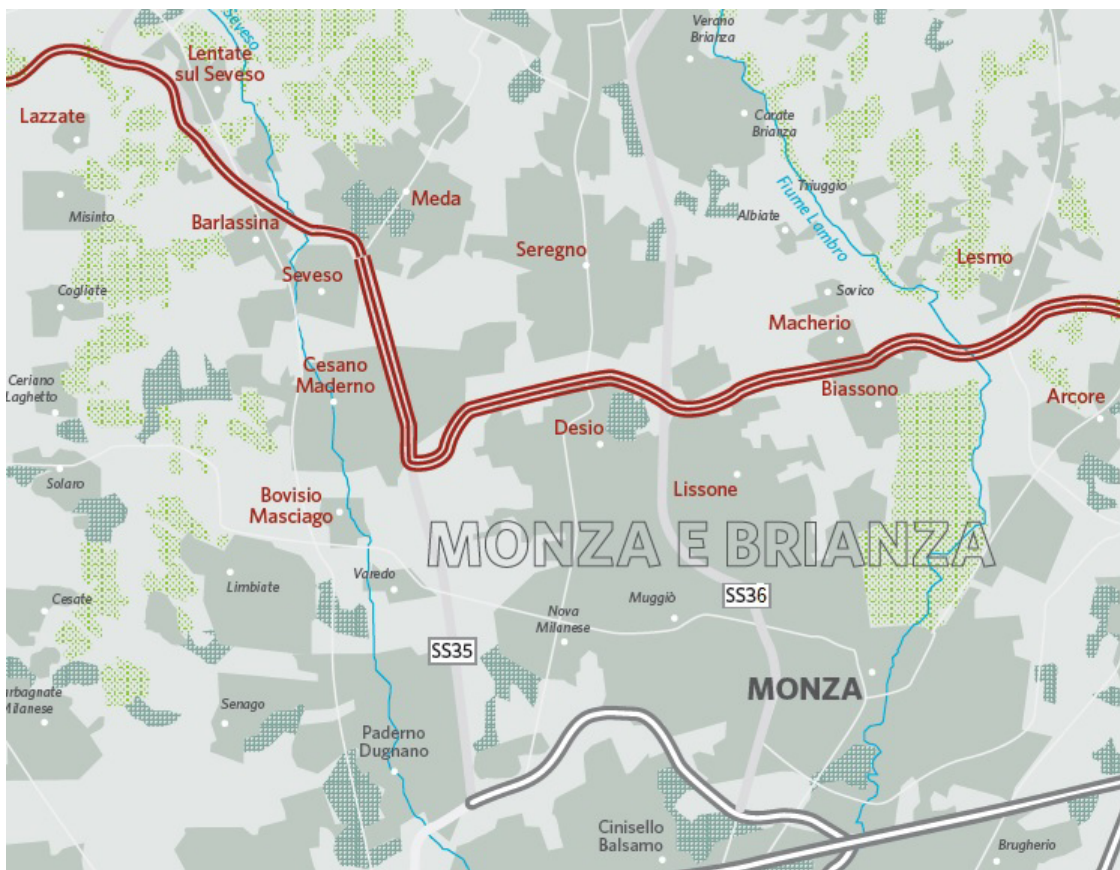 Seveso
Verano
Brianza
Lentate
sul Seveso
Lazzate
Carate
Brianza
Meda
Triuggio
Misinto
Barlassina
Albiate
Fiume Lambro
Seregno
Lesmo
Seveso
Cogliate
Sovico
Macherio
Cesano
Maderno
Ceriano
Laghetto
Biassono
Arcore
Desio
Solaro
Lissone
Bovisio
Masciago
MONZA E BRIANZA
Limbiate
Varedo
Cesate
Muggiò
SS36
Nova
Milanese
SS35
MONZA
Milanese
Senago
Paderno
Dugnano
Cinisello
Balsamo
Brugherio